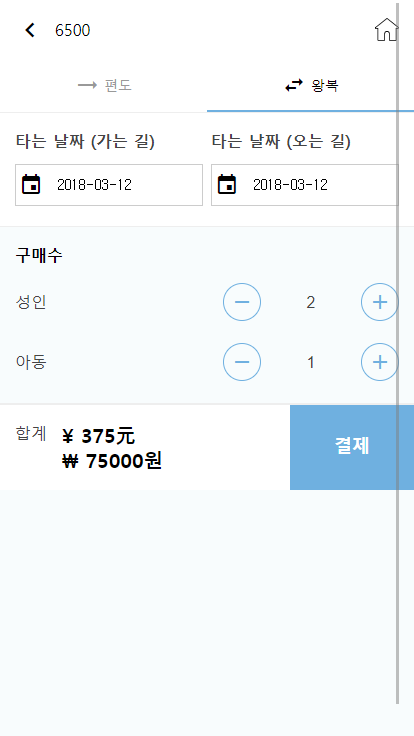 6500
편도
왕복
타는 날짜 (가는 길) 타는 날짜 (오는 길)
2018-03-12 2018-03-12
구매수
성인 2
아동 1
합계 ¥ 375元
₩ 75000원
결제